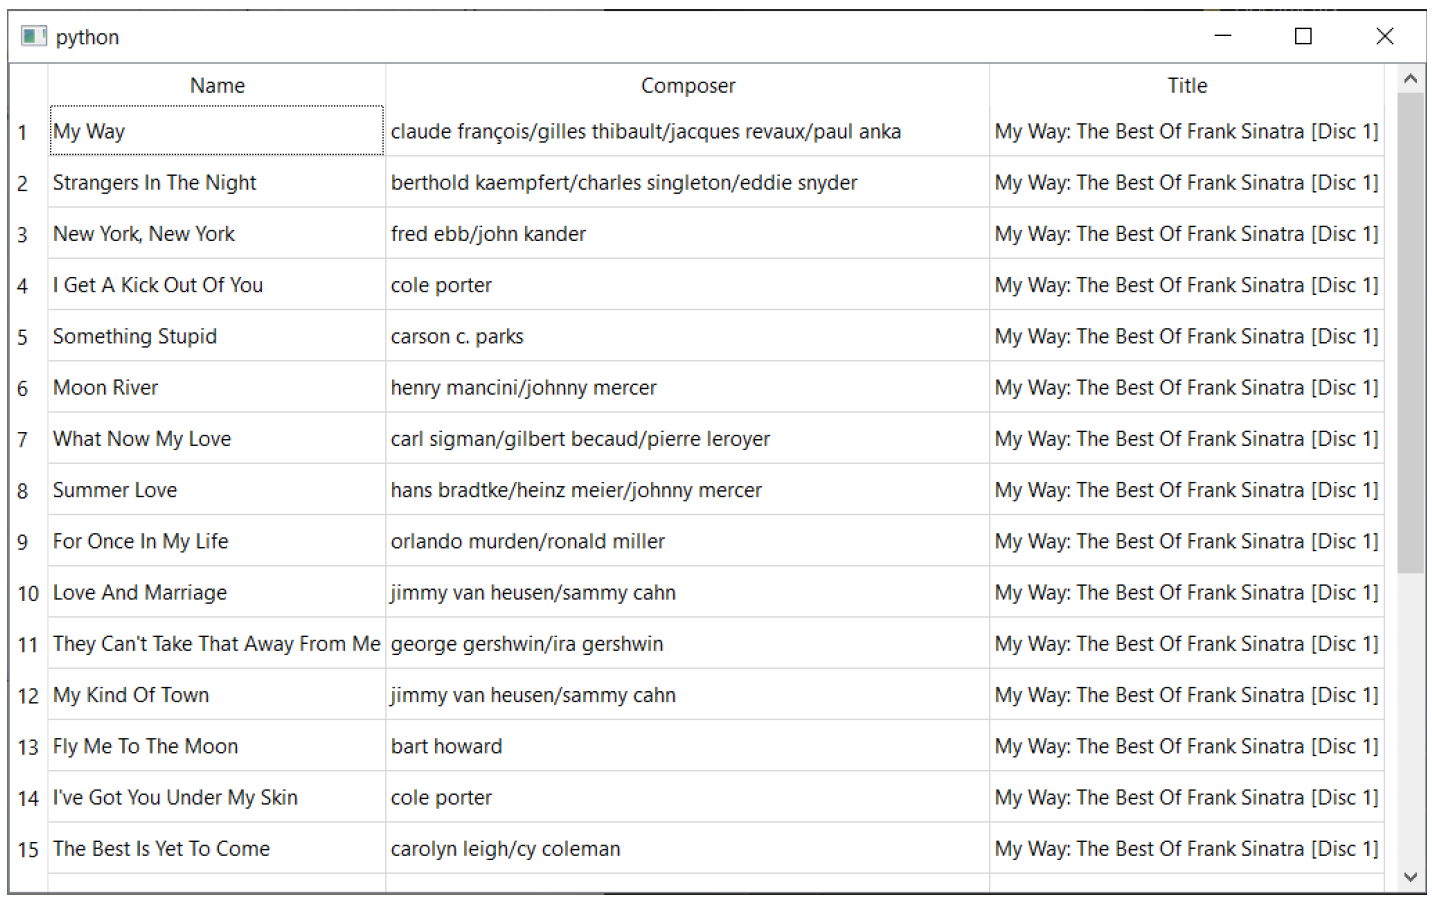 python
Name Composer Title
1 My Way claude françois/gilles thibault/jacques revaux/paul anka My Way: The Best Of Frank Sinatra [Disc 1]
2 Strangers In The Night berthold kaempfert/charles singleton/eddie snyder My Way: The Best Of Frank Sinatra [Disc 1]
3 New York, New York fred ebb/john kander My Way: The Best Of Frank Sinatra [Disc 1]
4 I Get A Kick Out Of You cole porter My Way: The Best Of Frank Sinatra [Disc 1]
5 Something Stupid carson c. parks My Way: The Best Of Frank Sinatra [Disc 1]
6 Moon River henry mancini/johnny mercer My Way: The Best Of Frank Sinatra [Disc 1]
7 What Now My Love carl sigman/gilbert becaud/pierre leroyer My Way: The Best Of Frank Sinatra [Disc 1]
8 Summer Love hans bradtke/heinz meier/johnny mercer My Way: The Best Of Frank Sinatra [Disc 1]
9 For Once In My Life orlando murden/ronald miller My Way: The Best Of Frank Sinatra [Disc 1]
10 Love And Marriage jimmy van heusen/sammy cahn My Way: The Best Of Frank Sinatra [Disc 1]
11 They Can't Take That Away From Me george gershwin/ira gershwin My Way: The Best Of Frank Sinatra [Disc 1]
12 My Kind Of Town jimmy van heusen/sammy cahn My Way: The Best Of Frank Sinatra [Disc 1]
13 Fly Me To The Moon bart howard My Way: The Best Of Frank Sinatra [Disc 1]
14 I've Got You Under My Skin cole porter My Way: The Best Of Frank Sinatra [Disc 1]
15 The Best Is Yet To Come carolyn leigh/cy coleman My Way: The Best Of Frank Sinatra [Disc 1]